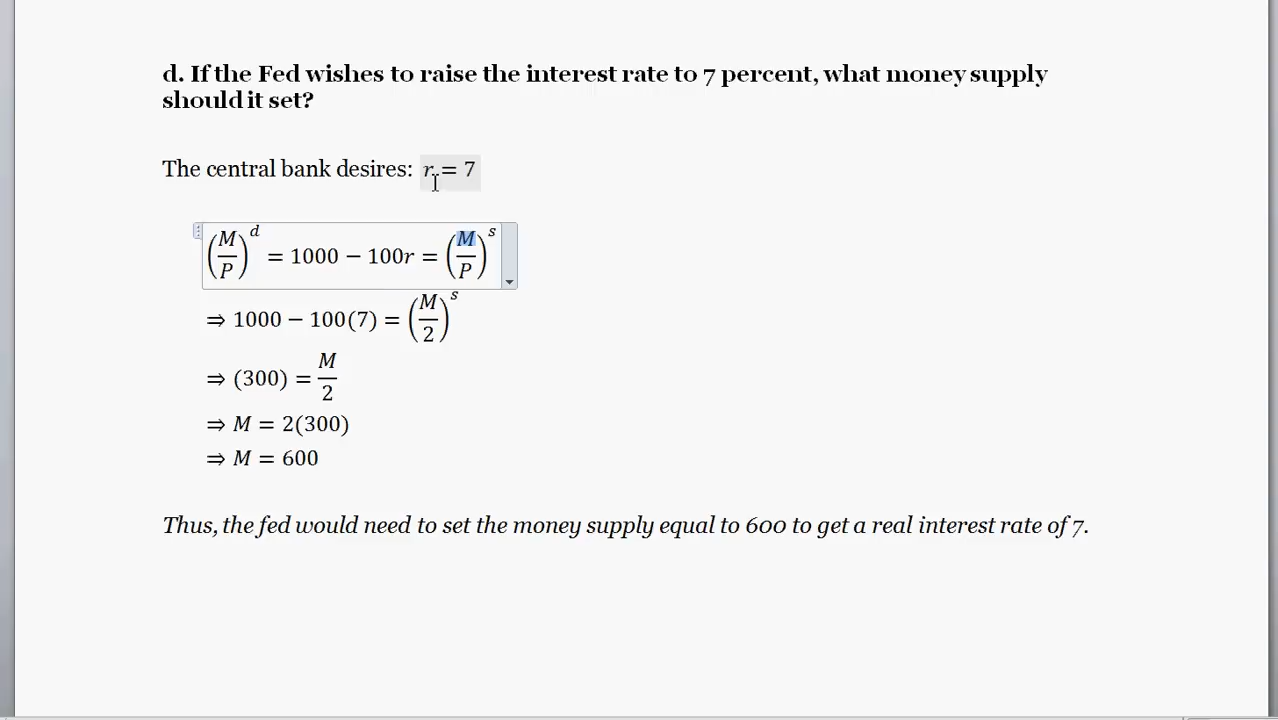 d. If the Fed wishes to raise the interest rate to 7 percent, what money supply
should it set?
The central bank desires: r = 7
(M/P)^d = 1000 − 100r = (M/P)^s
⇒ 1000 − 100(7) = (M/2)^s
⇒ (300) = M/2
⇒ M = 2(300)
⇒ M = 600
Thus, the fed would need to set the money supply equal to 600 to get a real interest rate of 7.